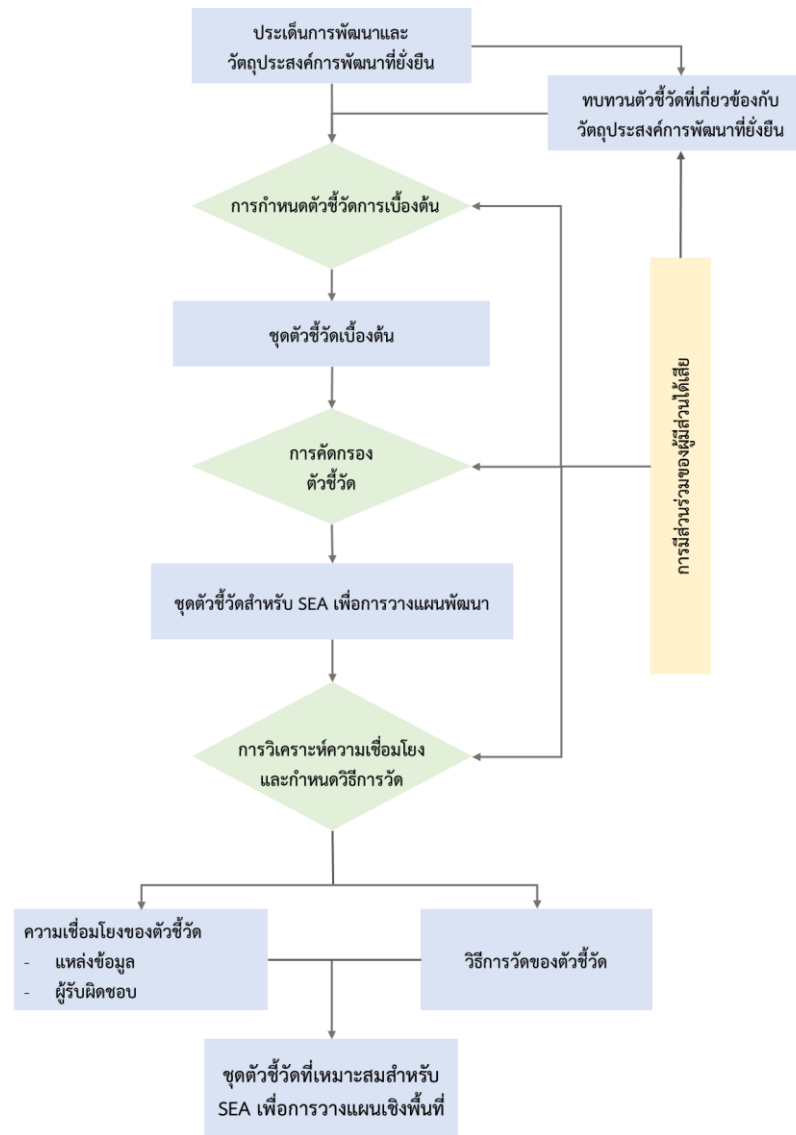 ประเด็นการพัฒนาและ
วัตถุประสงค์การพัฒนาที่ยั่งยืน
ทบทวนตัวชี้วัดที่เกี่ยวข้องกับ
วัตถุประสงค์การพัฒนาที่ยั่งยืน
การกำหนดตัวชี้วัดการเบื้องต้น
ชุดตัวชี้วัดเบื้องต้น
การคัดกรอง
ตัวชี้วัด
การมีส่วนร่วมของผู้มีส่วนได้เสีย
ชุดตัวชี้วัดสำหรับ SEA เพื่อการวางแผนพัฒนา
การวิเคราะห์ความเชื่อมโยง
และกำหนดวิธีการวัด
ความเชื่อมโยงของตัวชี้วัด
- แหล่งข้อมูล
- ผู้รับผิดชอบ
วิธีการวัดของตัวชี้วัด
ชุดตัวชี้วัดที่เหมาะสมสำหรับ
SEA เพื่อการวางแผนเชิงพื้นที่